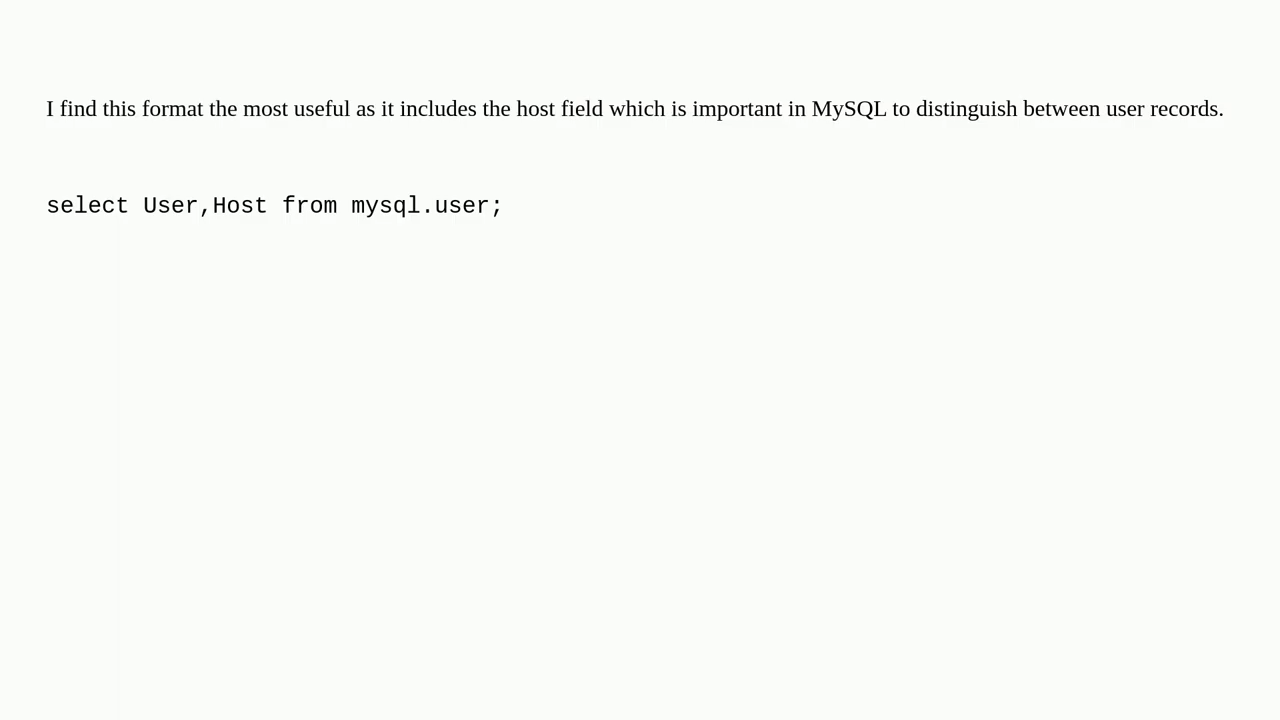 I find this format the most useful as it includes the host field which is important in MySQL to distinguish between user records.
select User,Host from mysql.user;